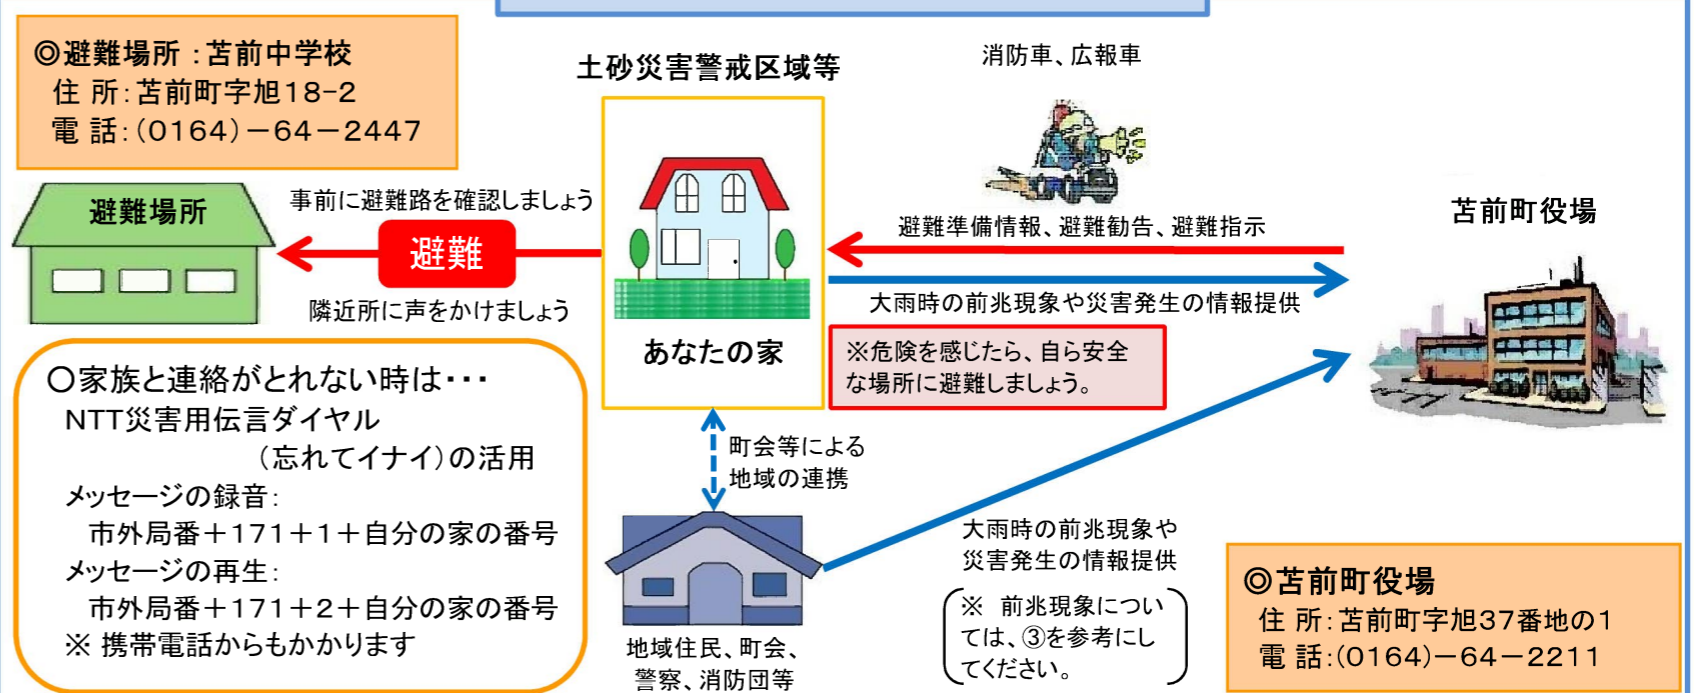 ◎避難場所：苫前中学校
住 所：苫前町字旭18-2
電 話：(0164)－64－2447
土砂災害警戒区域等
消防車、広報車
避難場所
事前に避難路を確認しましょう
避難
隣近所に声をかけましょう
避難準備情報、避難勧告、避難指示
苫前町役場
大雨時の前兆現象や災害発生の情報提供
あなたの家
※危険を感じたら、自ら安全
な場所に避難しましょう。
〇家族と連絡がとれない時は・・・
NTT災害用伝言ダイヤル
（忘れてイナイ）の活用
メッセージの録音：
市外局番＋171＋1＋自分の家の番号
メッセージの再生：
市外局番＋171＋2＋自分の家の番号
※ 携帯電話からもかかります
町会等による
地域の連携
地域住民、町会、
警察、消防団等
大雨時の前兆現象や
災害発生の情報提供
※ 前兆現象につい
ては、③を参考にし
てください。
◎苫前町役場
住 所：苫前町字旭37番地の1
電 話：(0164)－64－2211